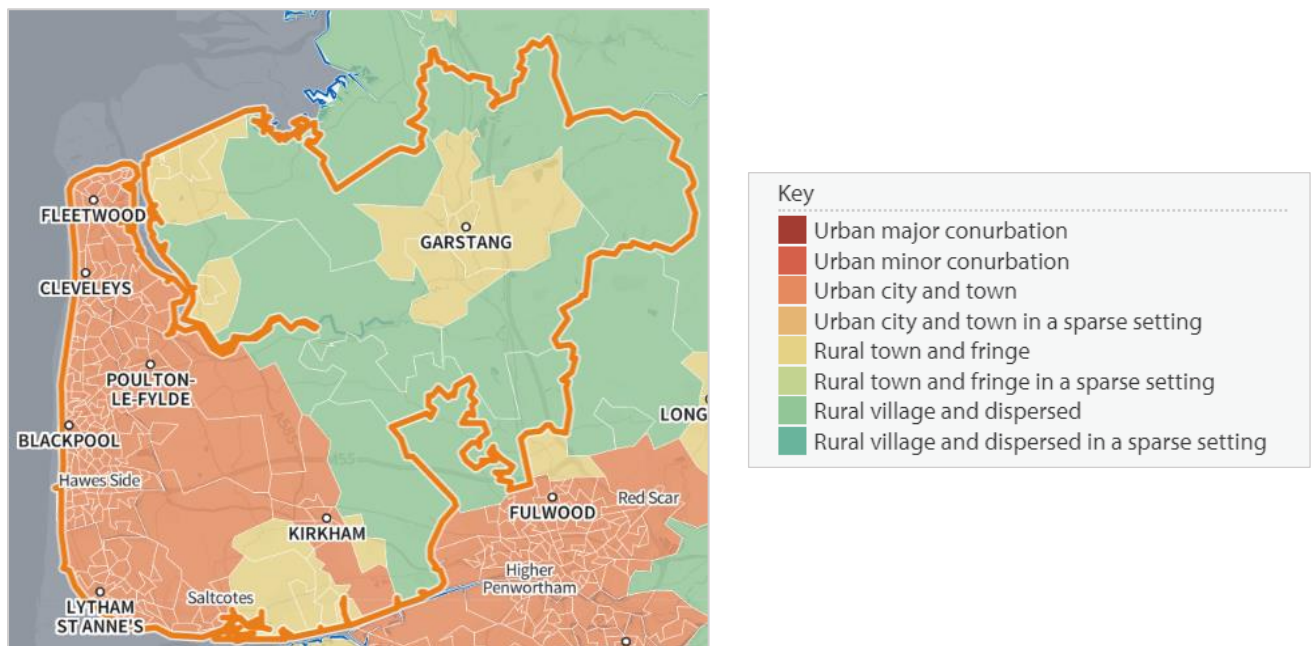 FLEETWOOD
CLEVELEYS
GARSTANG
POULTON-
LE-FYLDE
BLACKPOOL
LONG
A585
M55
Hawes Side
Red Scar
FULWOOD
KIRKHAM
Higher
Penwortham
Saltcotes
LYTHAM
ST ANNE'S
Key
Urban major conurbation
Urban minor conurbation
Urban city and town
Urban city and town in a sparse setting
Rural town and fringe
Rural town and fringe in a sparse setting
Rural village and dispersed
Rural village and dispersed in a sparse setting